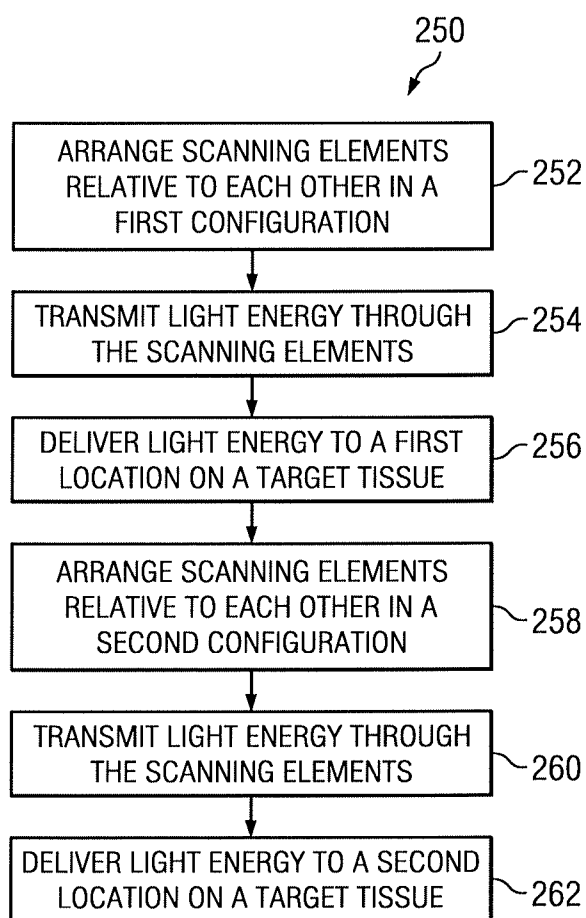 250
ARRANGE SCANNING ELEMENTS
RELATIVE TO EACH OTHER IN A
FIRST CONFIGURATION
252
TRANSMIT LIGHT ENERGY THROUGH
THE SCANNING ELEMENTS
254
DELIVER LIGHT ENERGY TO A FIRST
LOCATION ON A TARGET TISSUE
256
ARRANGE SCANNING ELEMENTS
RELATIVE TO EACH OTHER IN A
SECOND CONFIGURATION
258
TRANSMIT LIGHT ENERGY THROUGH
THE SCANNING ELEMENTS
260
DELIVER LIGHT ENERGY TO A SECOND
LOCATION ON A TARGET TISSUE
262